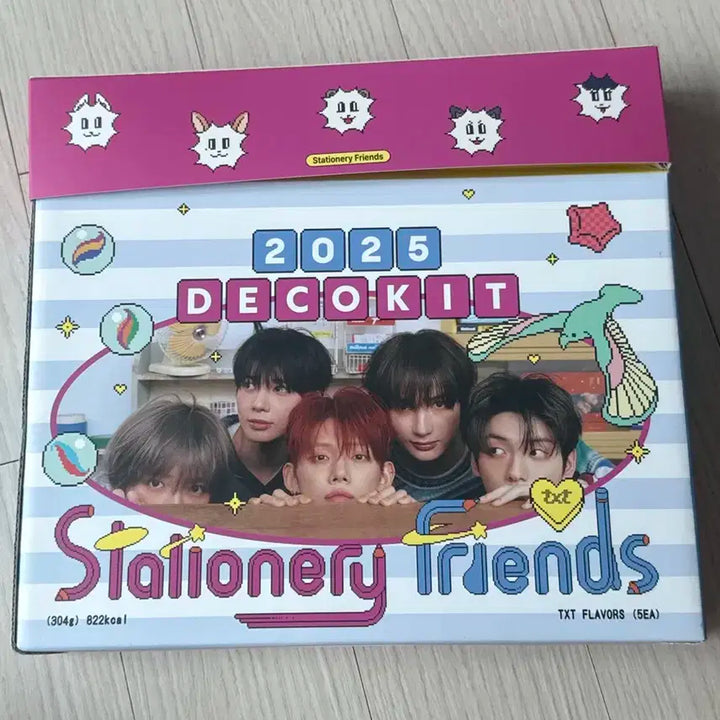 Stationery Friends
2025
DECOKIT
txt
Stationery Friends
(304g) 822kcal
TXT FLAVORS (5EA)